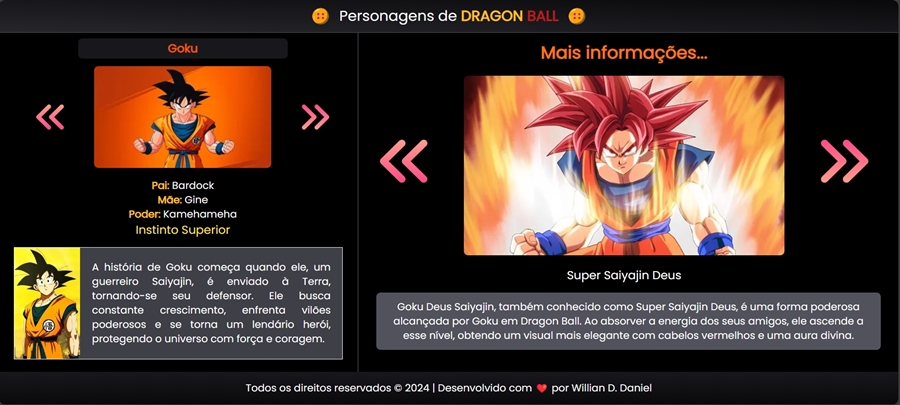 Personagens de DRAGON BALL
Goku
Pai: Bardock
Mãe: Gine
Poder: Kamehameha
Instinto Superior
A história de Goku começa quando ele, um
guerreiro Saiyajin, é enviado à Terra,
tornando-se seu defensor. Ele busca
constante crescimento, enfrenta vilões
poderosos e se torna um lendário herói,
protegendo o universo com força e coragem.
Mais informações...
Super Saiyajin Deus
Goku Deus Saiyajin, também conhecido como Super Saiyajin Deus, é uma forma poderosa
alcançada por Goku em Dragon Ball. Ao absorver a energia dos seus amigos, ele ascende a
esse nível, obtendo um visual mais elegante com cabelos vermelhos e uma aura divina.
Todos os direitos reservados © 2024 | Desenvolvido com ❤️ por Willian D. Daniel